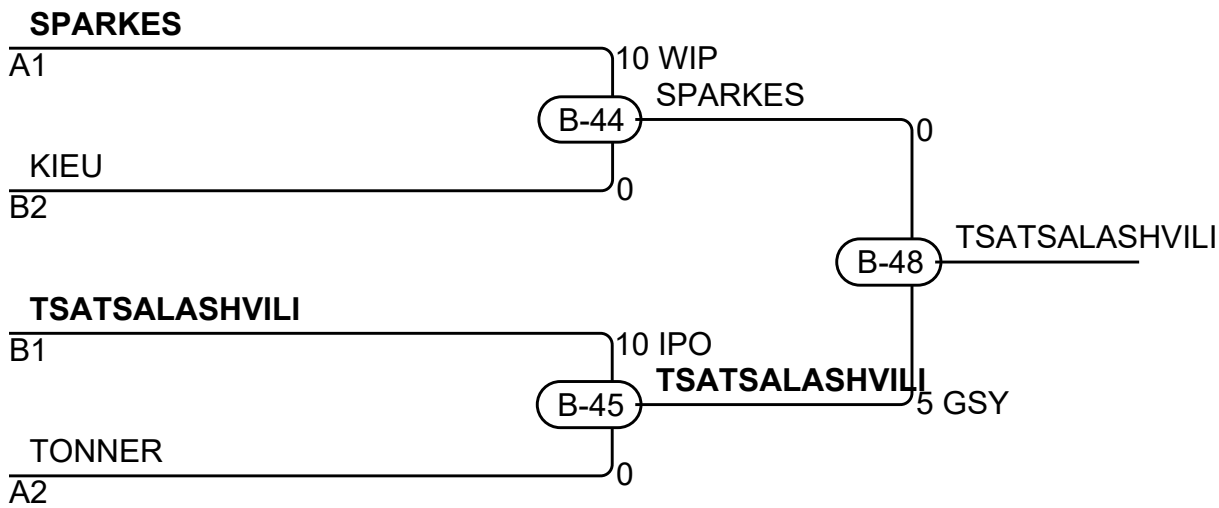 SPARKES
A1
10 WIP
SPARKES
B-44
0
KIEU
B2
0
TSATSALASHVILI
B-48
TSATSALASHVILI
B1
10 IPO
TSATSALASHVILI
B-45
5 GSY
TONNER
A2
0